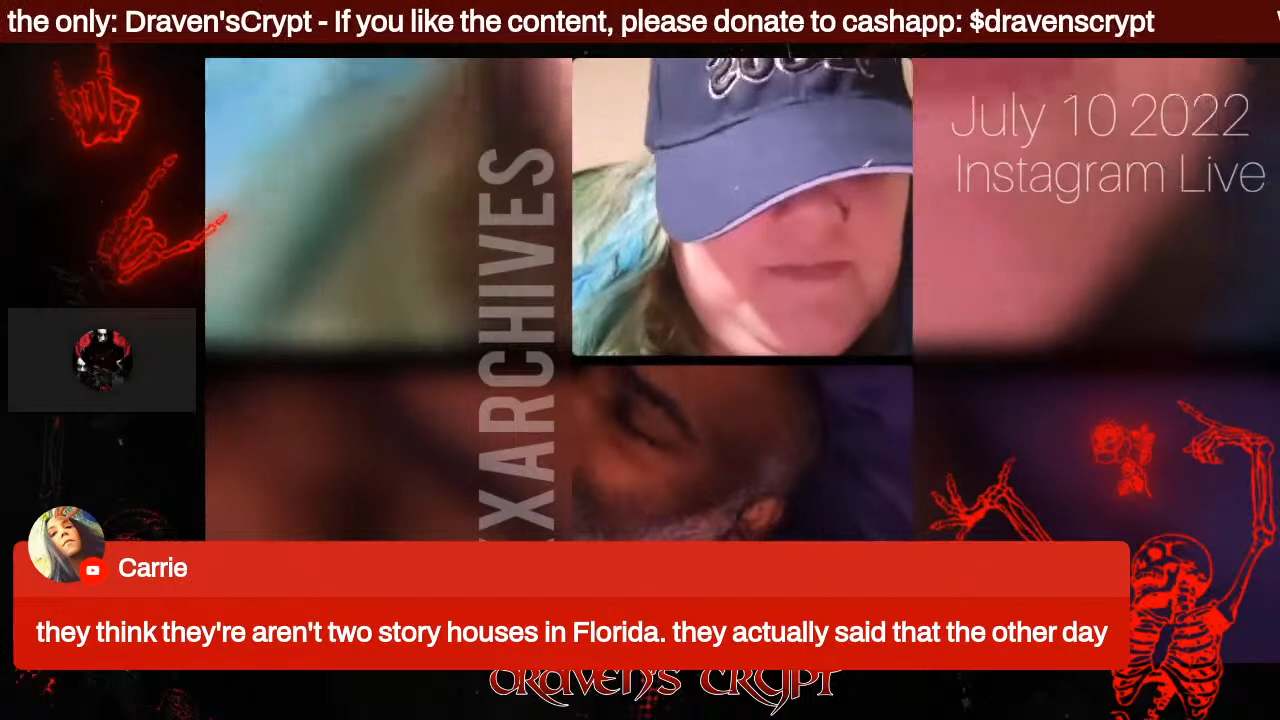 the only: Draven'sCrypt - If you like the content, please donate to cashapp: $dravenscrypt
July 10 2022
Instagram Live
XARCHIVES
Carrie
they think they're aren't two story houses in Florida. they actually said that the other day
DRAVEN'S CRYPT